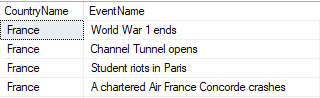 CountryName EventName
France World War 1 ends
France Channel Tunnel opens
France Student riots in Paris
France A chartered Air France Concorde crashes